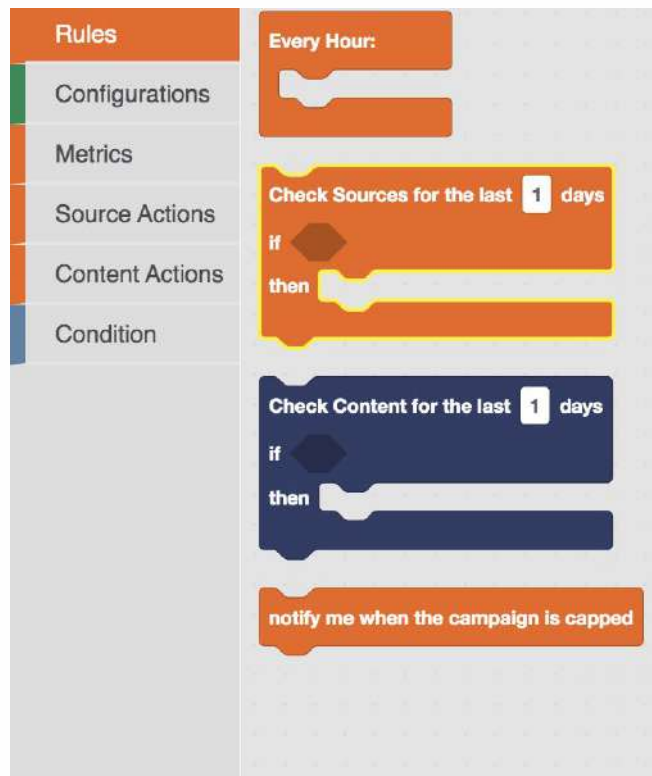 Rules
Configurations
Metrics
Source Actions
Content Actions
Condition
Every Hour:
Check Sources for the last 1 days
if
then
Check Content for the last 1 days
if
then
notify me when the campaign is capped